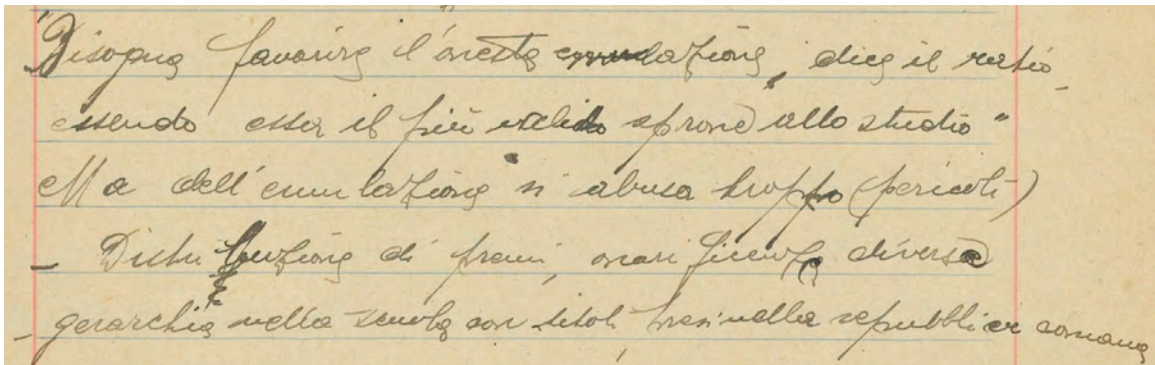 "Bisogna favorire l'onesta emulazione, dice il ratio
essendo essa il più valido sprone allo studio"
Ma dell'emulazione si abusa troppo (pericoli)
- Distribuzione di premi, onorificenze diverse
- gerarchia nella scuola con titoli presi nella repubblica romana